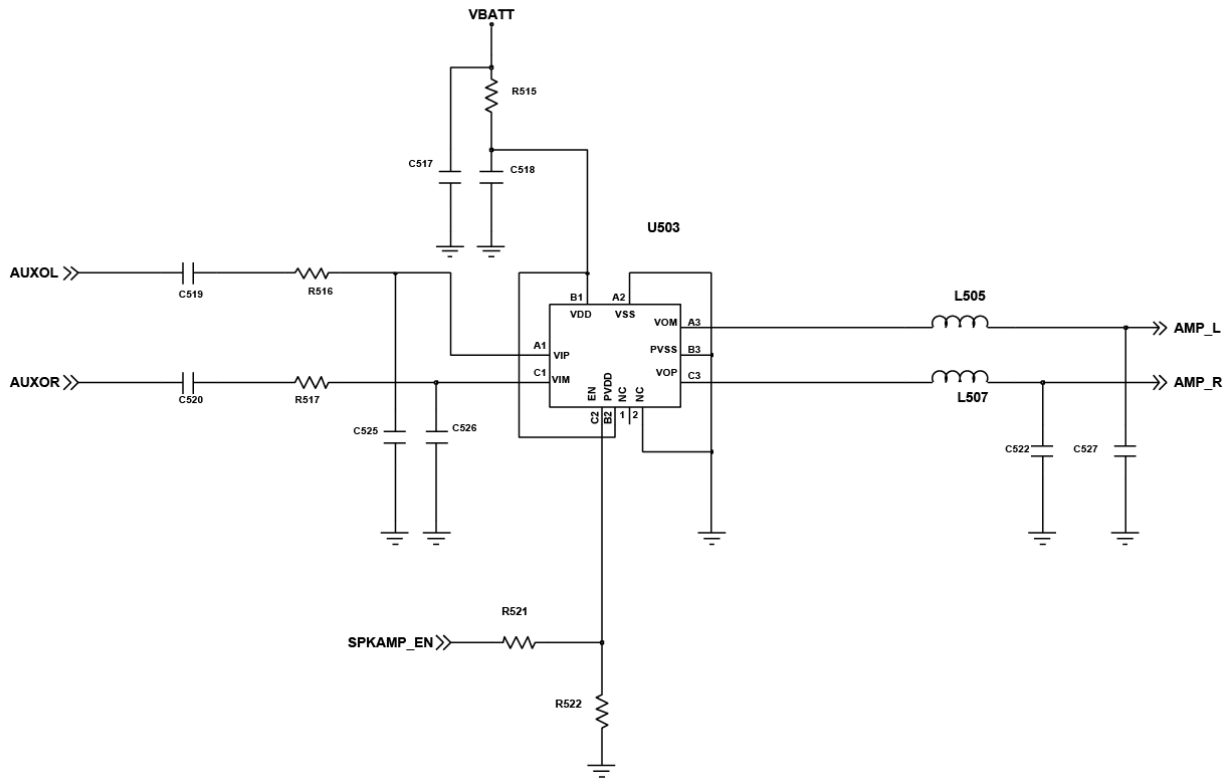 VBATT
R515
C517
C518
U503
AUXOL
C519
R516
B1
A2
VDD
VSS
L505
VOM
A3
AMP_L
A1
VIP
PVSS
B3
AUXOR
C520
R517
C1
VIM
VOP
C3
L507
AMP_R
EN
PVDD
NC
NC
C2
B2
1
2
C525
C526
C522
C527
R521
SPKAMP_EN
R522